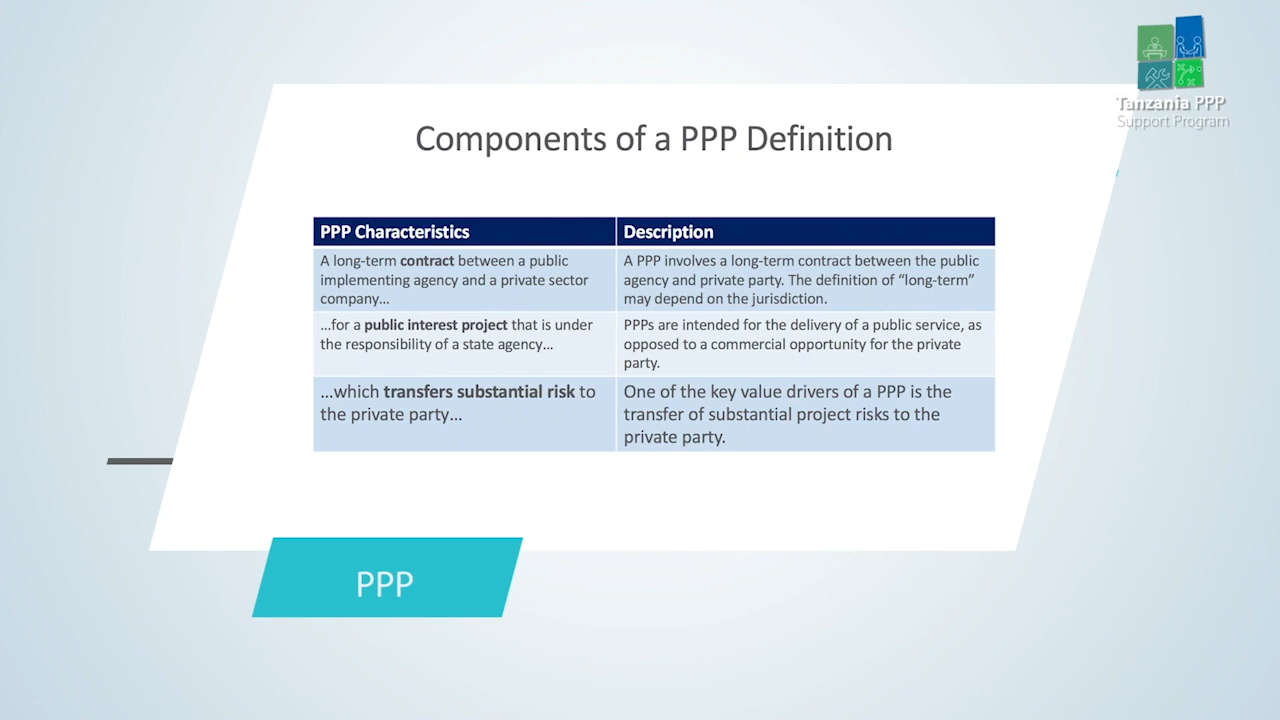 Tanzania PPP
Support Program
Components of a PPP Definition
PPP Characteristics
Description
A long-term contract between a public
implementing agency and a private sector
company...
A PPP involves a long-term contract between the public
agency and private party. The definition of “long-term”
may depend on the jurisdiction.
...for a public interest project that is under
the responsibility of a state agency...
PPPs are intended for the delivery of a public service, as
opposed to a commercial opportunity for the private
party.
...which transfers substantial risk to
the private party...
One of the key value drivers of a PPP is the
transfer of substantial project risks to the
private party.
PPP